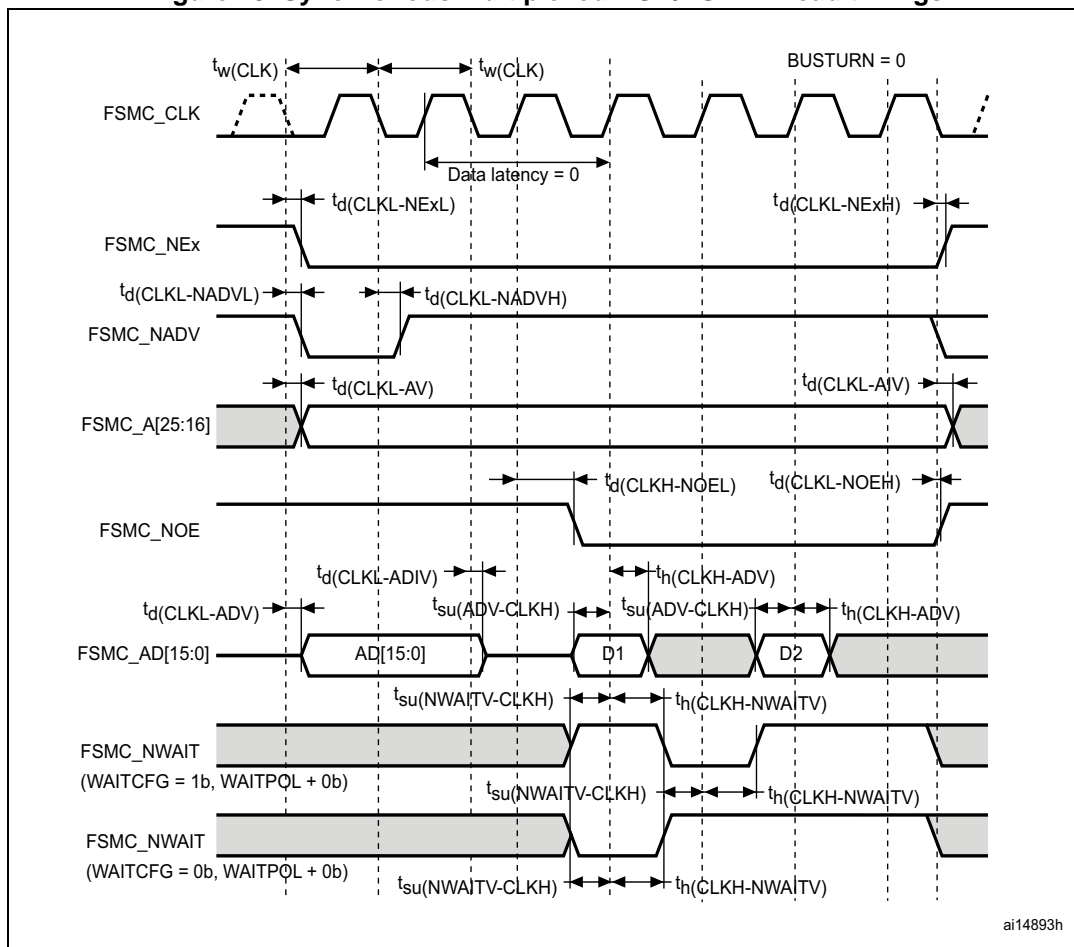 tw(CLK) tw(CLK) BUSTURN = 0
FSMC_CLK
Data latency = 0
td(CLKL-NExL) td(CLKL-NExH)
FSMC_NEx
td(CLKL-NADVL) td(CLKL-NADVH)
FSMC_NADV
td(CLKL-AV) td(CLKL-AIV)
FSMC_A[25:16]
td(CLKH-NOEL) td(CLKL-NOEH)
FSMC_NOE
td(CLKL-ADIV) th(CLKH-ADV)
td(CLKL-ADV) tsu(ADV-CLKH) tsu(ADV-CLKH) th(CLKH-ADV)
FSMC_AD[15:0] AD[15:0] D1 D2
tsu(NWAITV-CLKH) th(CLKH-NWAITV)
FSMC_NWAIT
(WAITCFG = 1b, WAITPOL + 0b)
tsu(NWAITV-CLKH) th(CLKH-NWAITV)
FSMC_NWAIT
(WAITCFG = 0b, WAITPOL + 0b)
tsu(NWAITV-CLKH) th(CLKH-NWAITV)
ai14893h